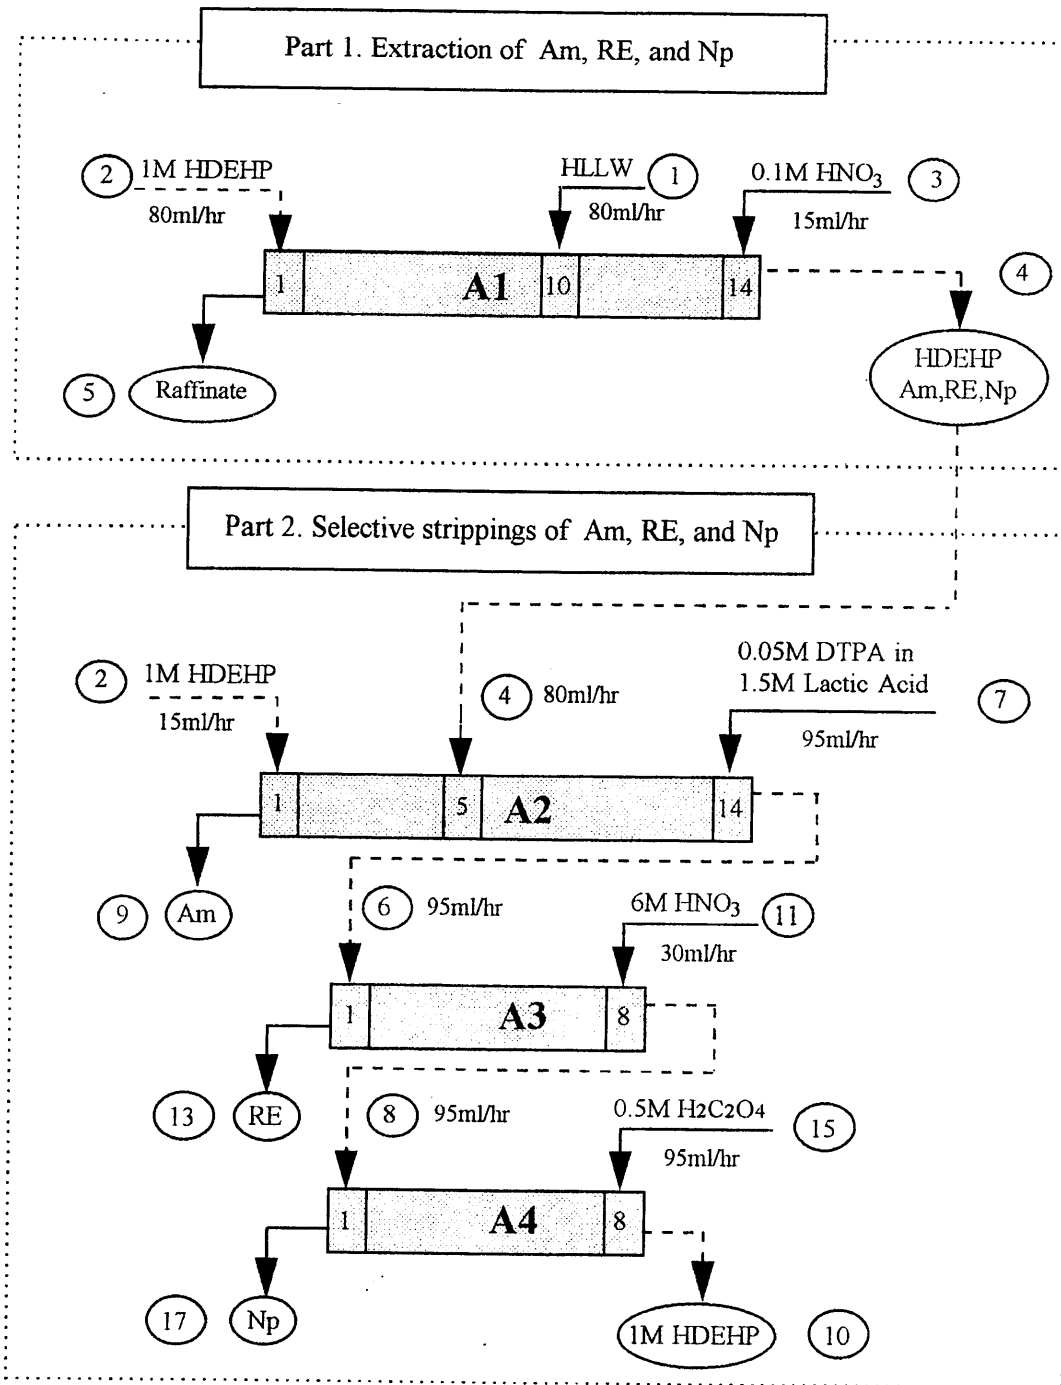 Part 1. Extraction of Am, RE, and Np
2
1M HDEHP
80ml/hr
HLLW
1
80ml/hr
0.1M HNO3
3
15ml/hr
1
A1
10
14
4
5
Raffinate
HDEHP
Am,RE,Np
Part 2. Selective strippings of Am, RE, and Np
2
1M HDEHP
15ml/hr
4
80ml/hr
0.05M DTPA in
1.5M Lactic Acid
7
95ml/hr
1
5
A2
14
9
Am
6
95ml/hr
6M HNO3
11
30ml/hr
1
A3
8
13
RE
8
95ml/hr
0.5M H2C2O4
15
95ml/hr
1
A4
8
17
Np
1M HDEHP
10